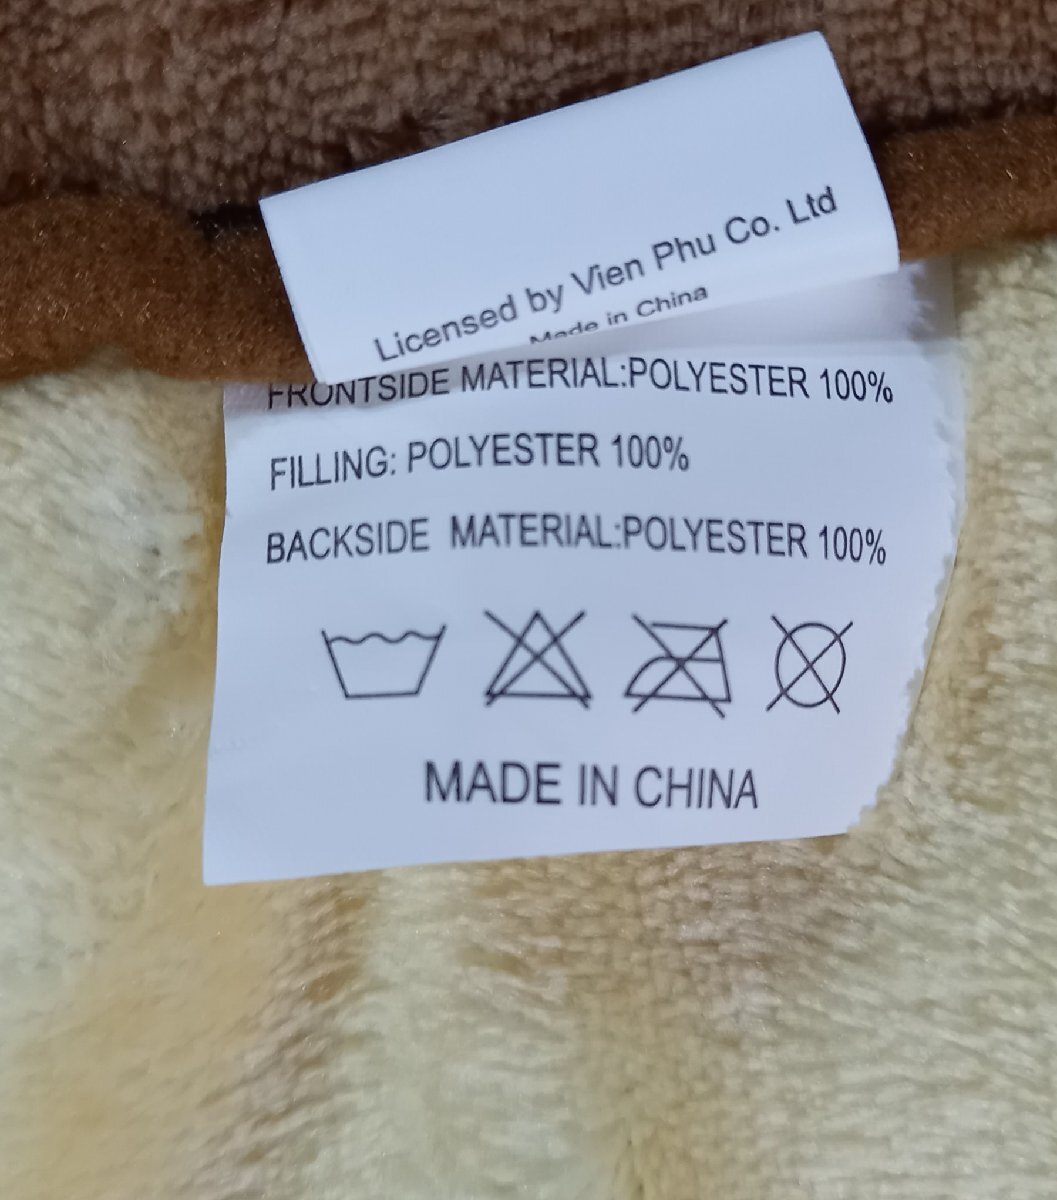 Licensed by Vien Phu Co. Ltd
Made in China
FRONTSIDE MATERIAL:POLYESTER 100%
FILLING: POLYESTER 100%
BACKSIDE MATERIAL:POLYESTER 100%
MADE IN CHINA